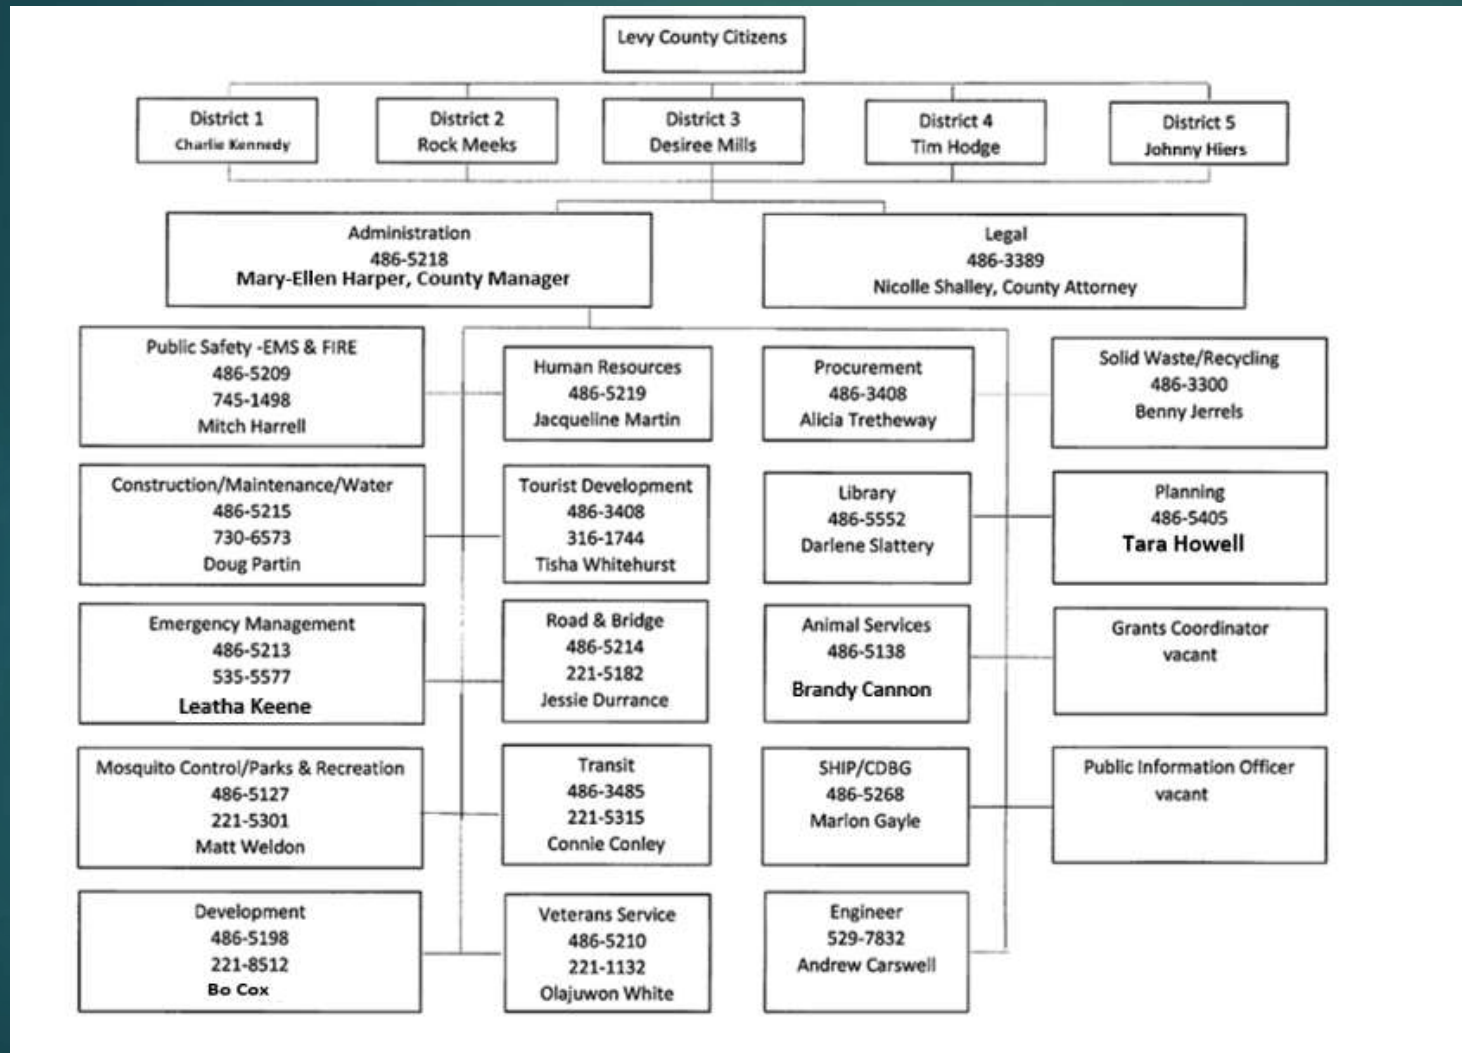 Levy County Citizens
District 1
Charlie Kennedy
District 2
Rock Meeks
District 3
Desiree Mills
District 4
Tim Hodge
District 5
Johnny Hiers
Administration
486-5218
Mary-Ellen Harper, County Manager
Legal
486-3389
Nicolle Shalley, County Attorney
Public Safety -EMS & FIRE
486-5209
745-1498
Mitch Harrell
Human Resources
486-5219
Jacqueline Martin
Procurement
486-3408
Alicia Tretheway
Solid Waste/Recycling
486-3300
Benny Jerrels
Construction/Maintenance/Water
486-5215
730-6573
Doug Partin
Tourist Development
486-3408
316-1744
Tisha Whitehurst
Library
486-5552
Darlene Slattery
Planning
486-5405
Tara Howell
Emergency Management
486-5213
535-5577
Leatha Keene
Road & Bridge
486-5214
221-5182
Jessie Durrance
Animal Services
486-5138
Brandy Cannon
Grants Coordinator
vacant
Mosquito Control/Parks & Recreation
486-5127
221-5301
Matt Weldon
Transit
486-3485
221-5315
Connie Conley
SHIP/CDBG
486-5268
Marlon Gayle
Public Information Officer
vacant
Development
486-5198
221-8512
Bo Cox
Veterans Service
486-5210
221-1132
Olajuwon White
Engineer
529-7832
Andrew Carswell